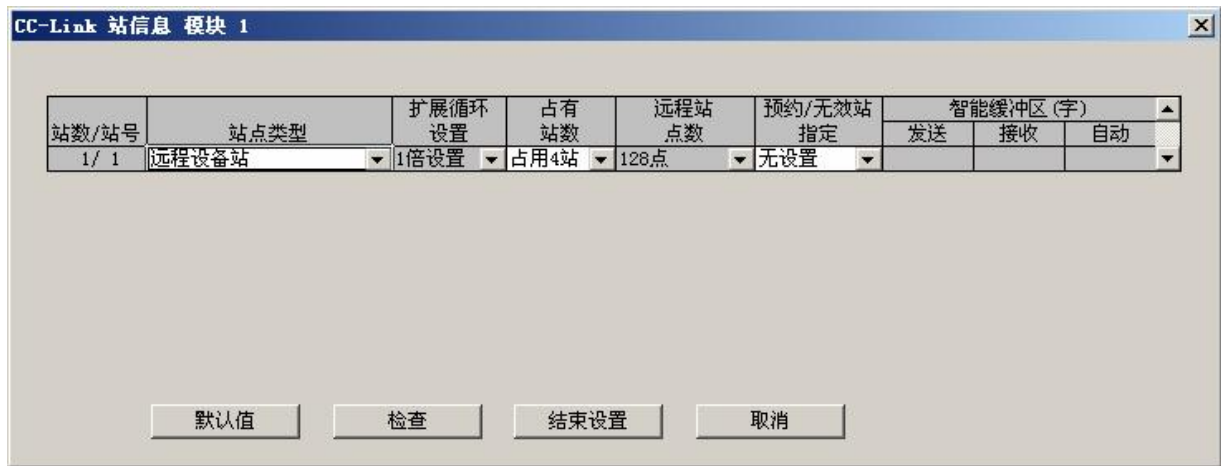 CC-Link 站信息 模块 1
扩展循环 占有 远程站 预约/无效站 智能缓冲区(字)
站数/站号 站点类型 设置 站数 点数 指定 发送 接收 自动
1/ 1 远程设备站 1倍设置 占用4站 128点 无设置
默认值 检查 结束设置 取消